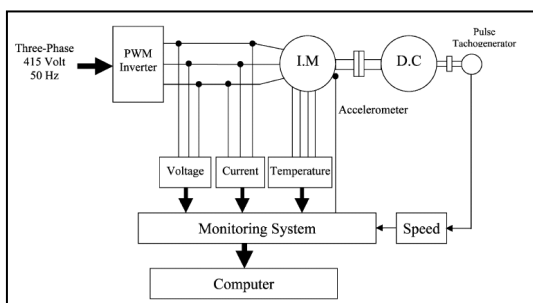 Three-Phase
415 Volt
50 Hz
PWM
Inverter
I.M
D.C
Pulse
Tachogenerator
Accelerometer
Voltage
Current
Temperature
Monitoring System
Speed
Computer